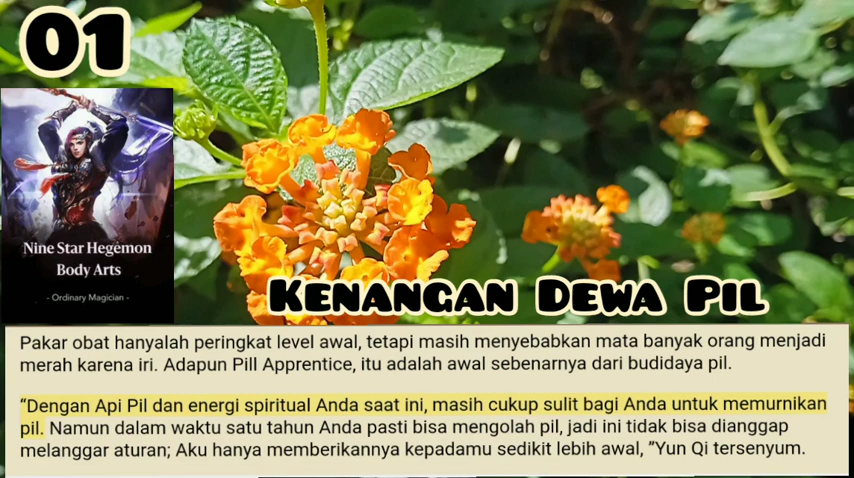 01
Nine Star Hegemon
Body Arts
- Ordinary Magician -
KENANGAN DEWA PIL
Pakar obat hanyalah peringkat level awal, tetapi masih menyebabkan mata banyak orang menjadi
merah karena iri. Adapun Pill Apprentice, itu adalah awal sebenarnya dari budidaya pil.
“Dengan Api Pil dan energi spiritual Anda saat ini, masih cukup sulit bagi Anda untuk memurnikan
pil. Namun dalam waktu satu tahun Anda pasti bisa mengolah pil, jadi ini tidak bisa dianggap
melanggar aturan; Aku hanya memberikannya kepadamu sedikit lebih awal, ”Yun Qi tersenyum.